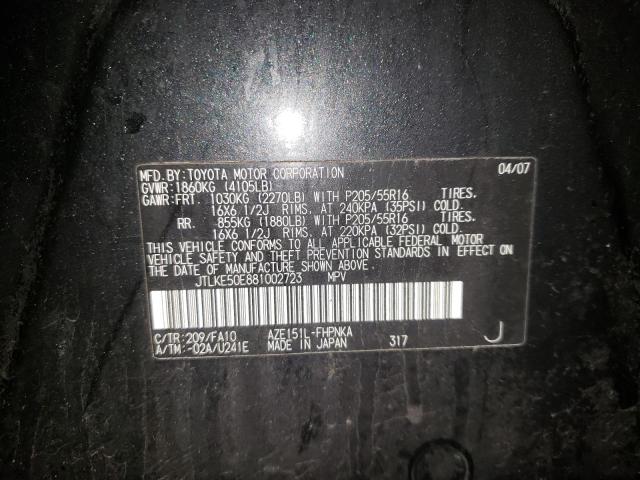 MFD.BY:TOYOTA MOTOR CORPORATION 04/07
GVWR:1860KG (4105LB)
GAWR:FRT. 1030KG (2270LB) WITH P205/55R16 TIRES,
16X6 1/2J RIMS, AT 240KPA (35PSI) COLD.
RR. 855KG (1880LB) WITH P205/55R16 TIRES,
16X6 1/2J RIMS, AT 220KPA (32PSI) COLD.
THIS VEHICLE CONFORMS TO ALL APPLICABLE FEDERAL MOTOR
VEHICLE SAFETY AND THEFT PREVENTION STANDARDS IN EFFECT ON
THE DATE OF MANUFACTURE SHOWN ABOVE.
JTLKE50E881002723 MPV
C/TR:209/FA10 AZE151L-FHPNKA
A/TM:-02A/U241E MADE IN JAPAN 317 J